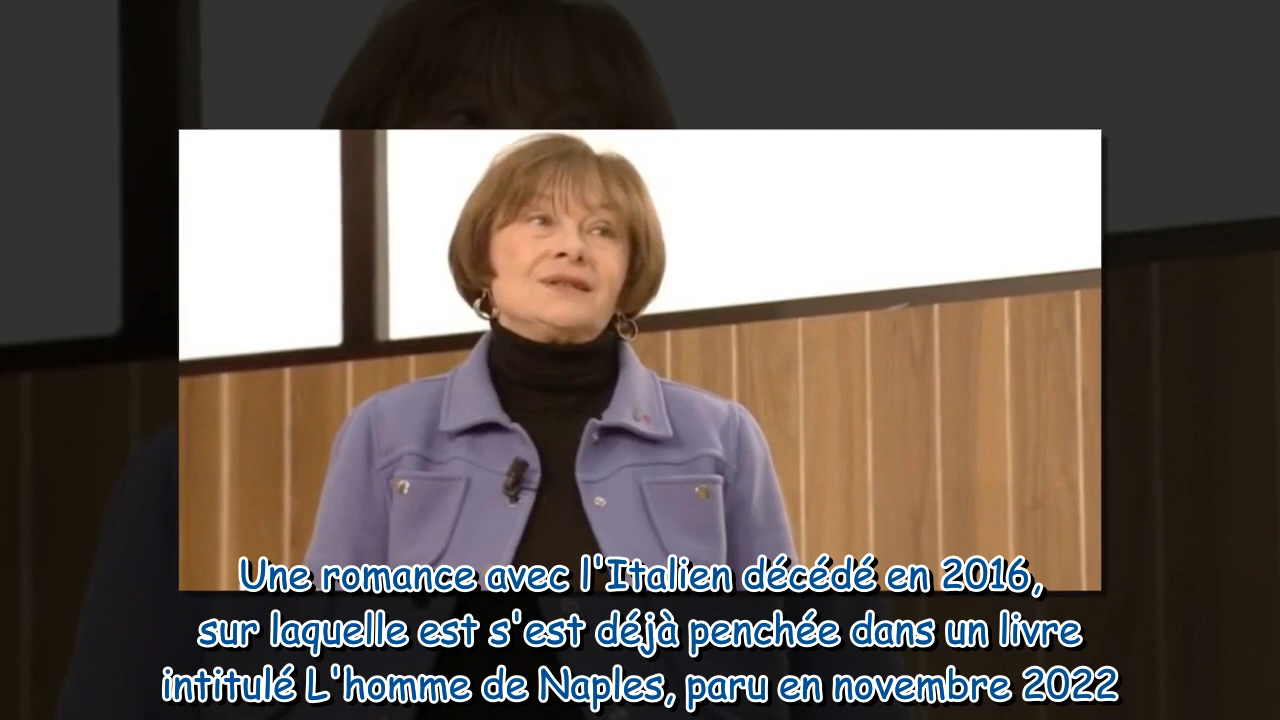 Une romance avec l'Italien décédé en 2016,
sur laquelle est s'est déjà penchée dans un livre
intitulé L'homme de Naples, paru en novembre 2022